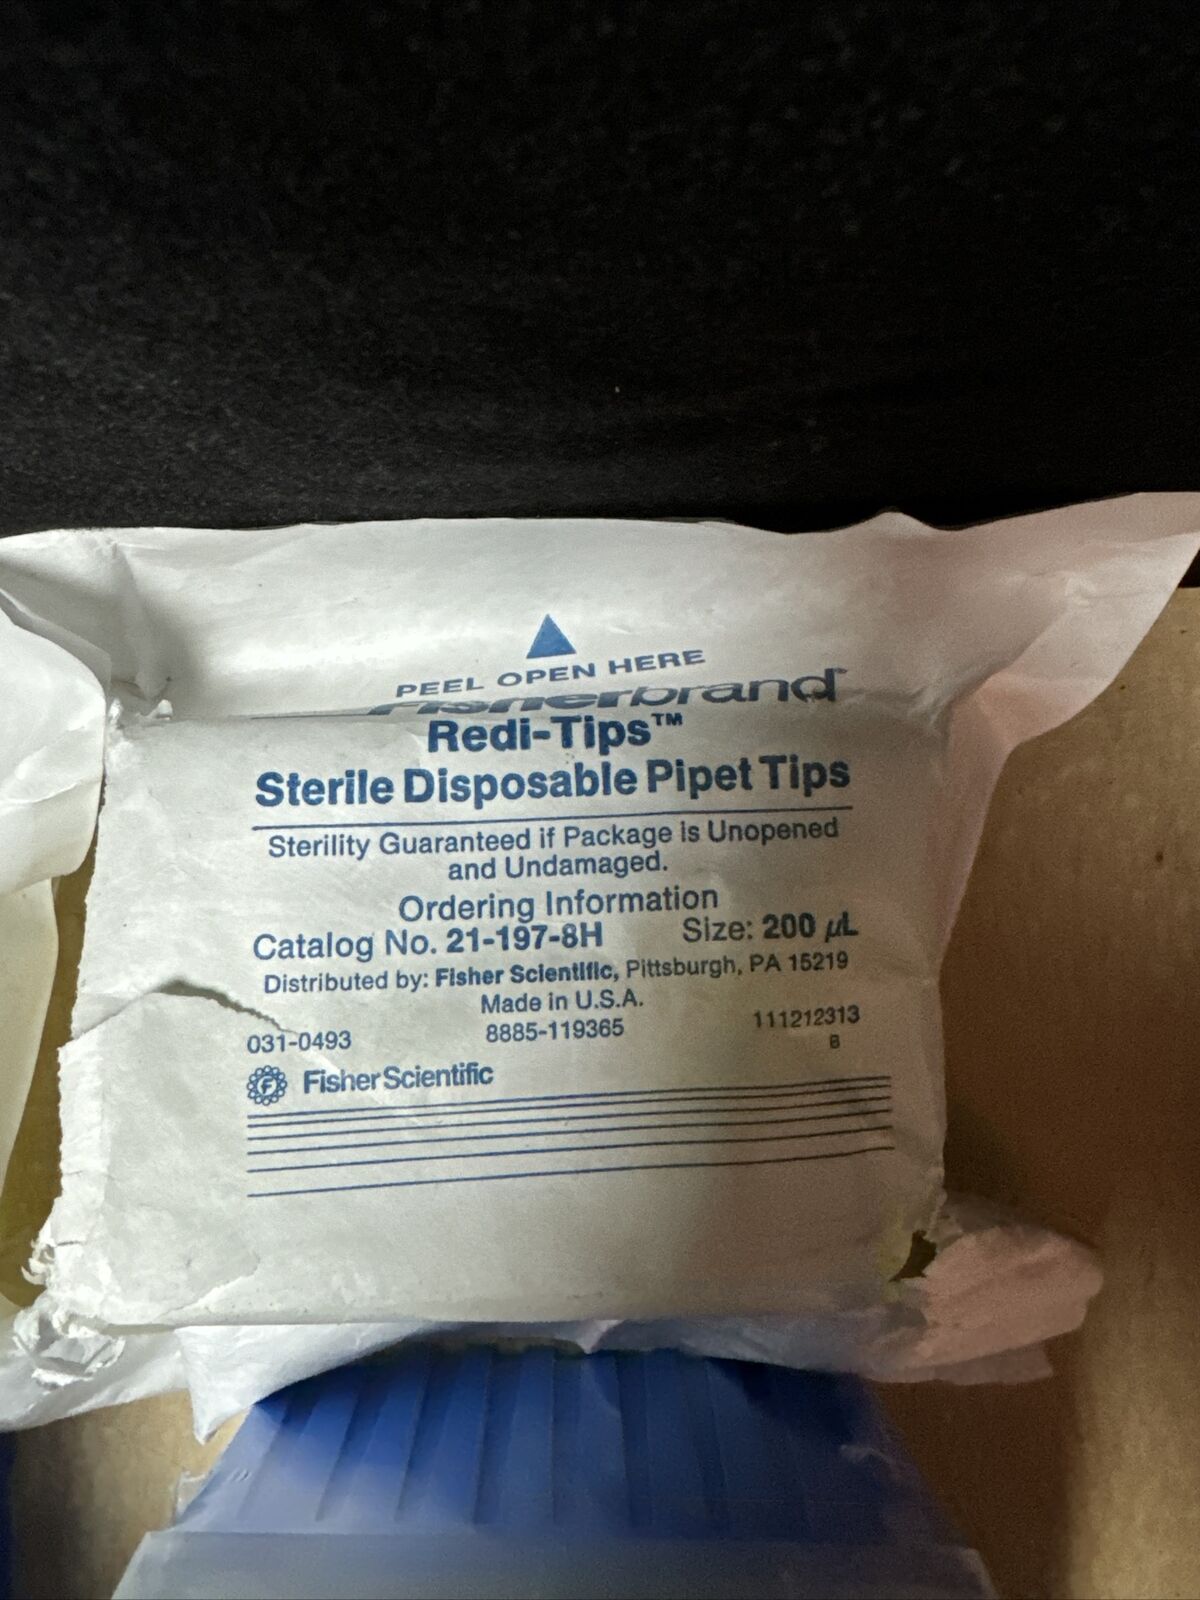 PEEL OPEN HERE
Fisherbrand
Redi-Tips™
Sterile Disposable Pipet Tips
Sterility Guaranteed if Package is Unopened
and Undamaged.
Ordering Information
Catalog No. 21-197-8H Size: 200 µL
Distributed by: Fisher Scientific, Pittsburgh, PA 15219
Made in U.S.A.
031-0493 8885-119365 111212313
B
F Fisher Scientific